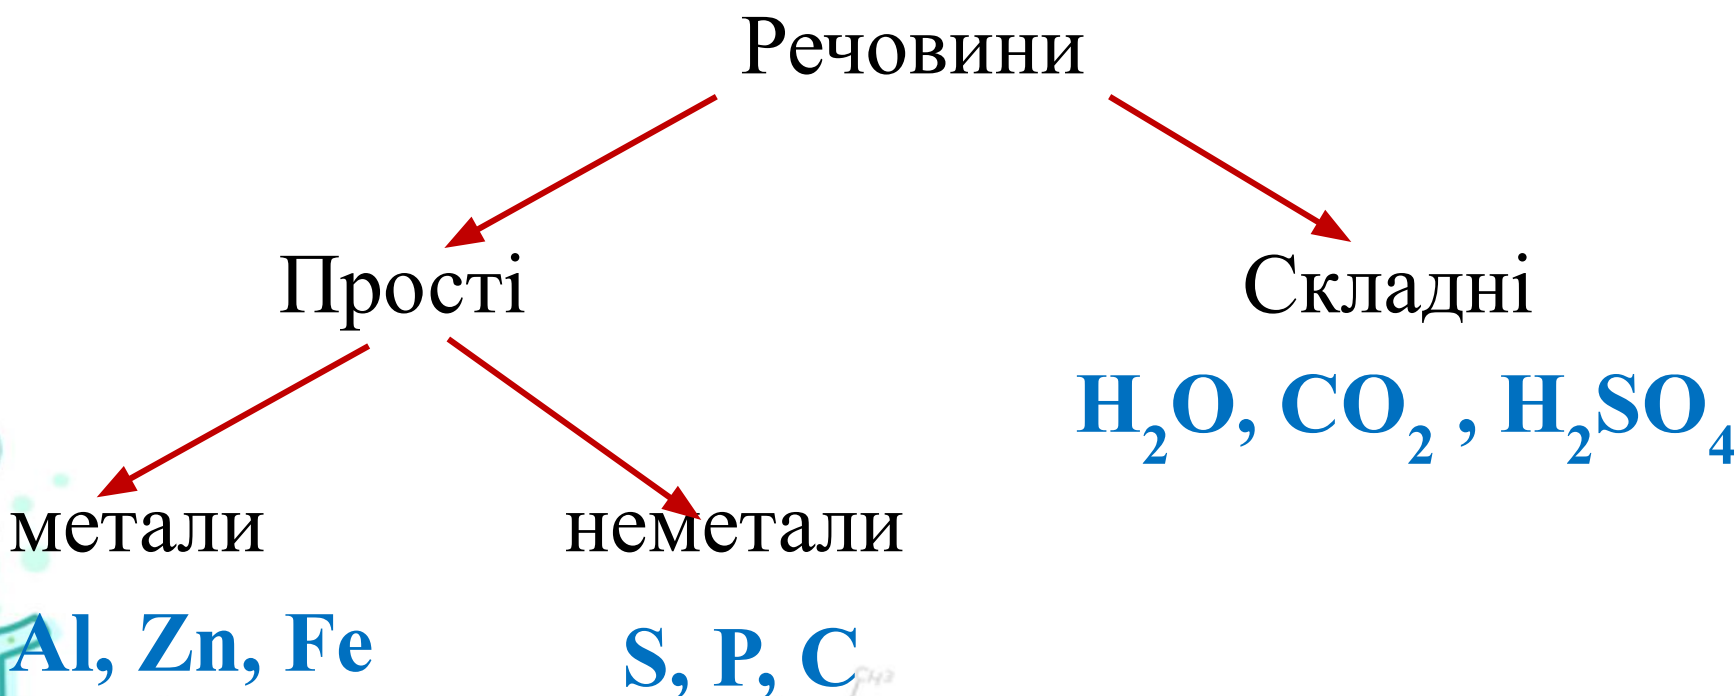 Речовини
Прості
Складні
H₂O, CO₂ , H₂SO₄
метали
неметали
Al, Zn, Fe
S, P, C